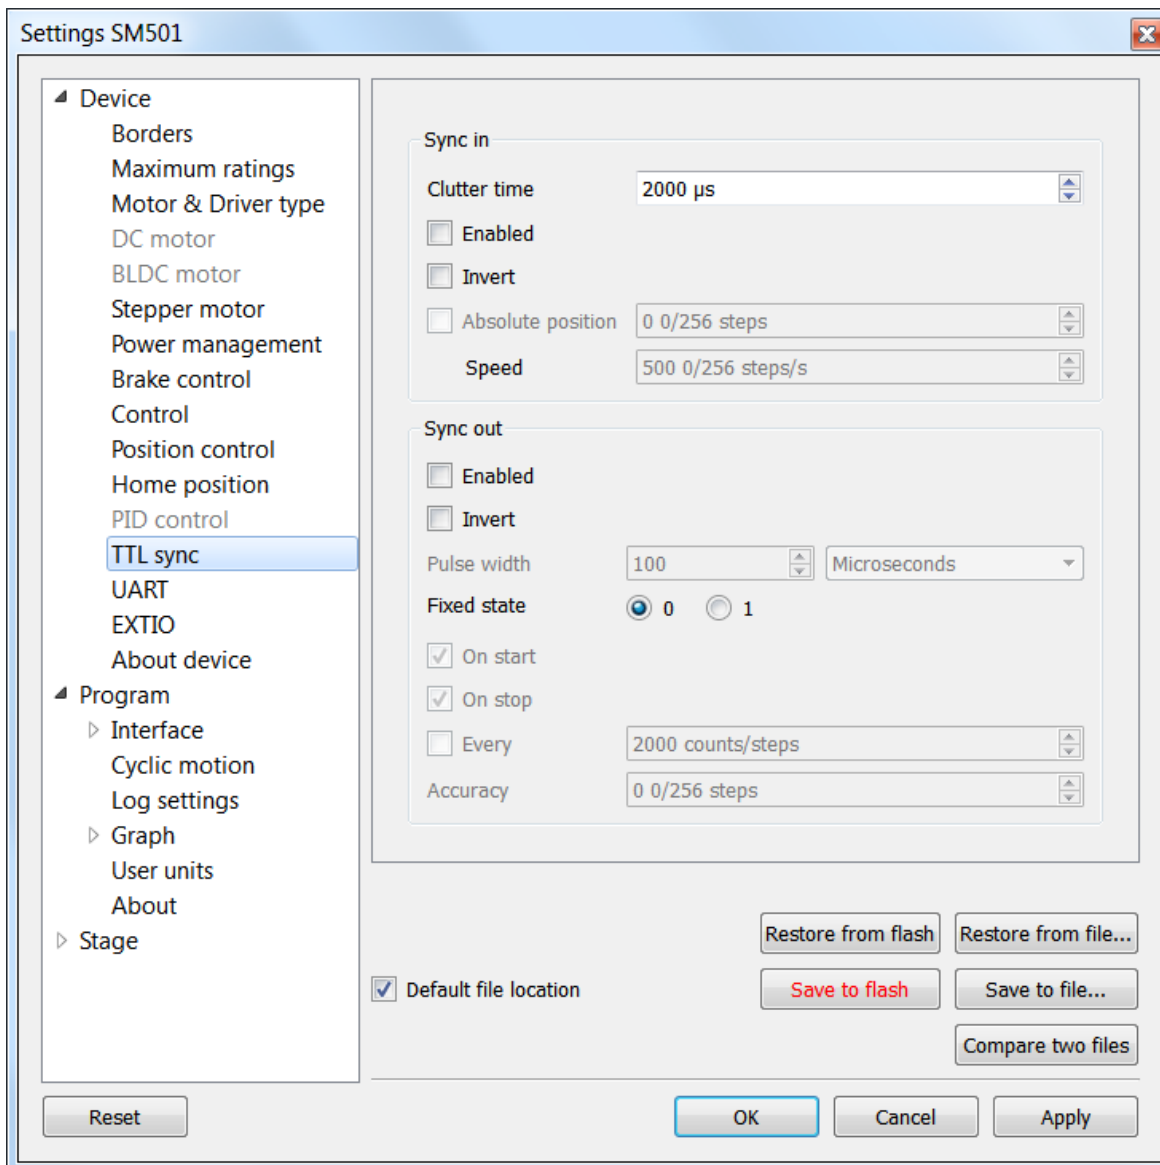 Settings SM501
Device
Borders
Maximum ratings
Motor & Driver type
DC motor
BLDC motor
Stepper motor
Power management
Brake control
Control
Position control
Home position
PID control
TTL sync
UART
EXTIO
About device
Program
Interface
Cyclic motion
Log settings
Graph
User units
About
Stage
Sync in
Clutter time 2000 µs
Enabled
Invert
Absolute position 0 0/256 steps
Speed 500 0/256 steps/s
Sync out
Enabled
Invert
Pulse width 100 Microseconds
Fixed state 0 1
On start
On stop
Every 2000 counts/steps
Accuracy 0 0/256 steps
Restore from flash Restore from file...
Default file location Save to flash Save to file...
Compare two files
Reset OK Cancel Apply